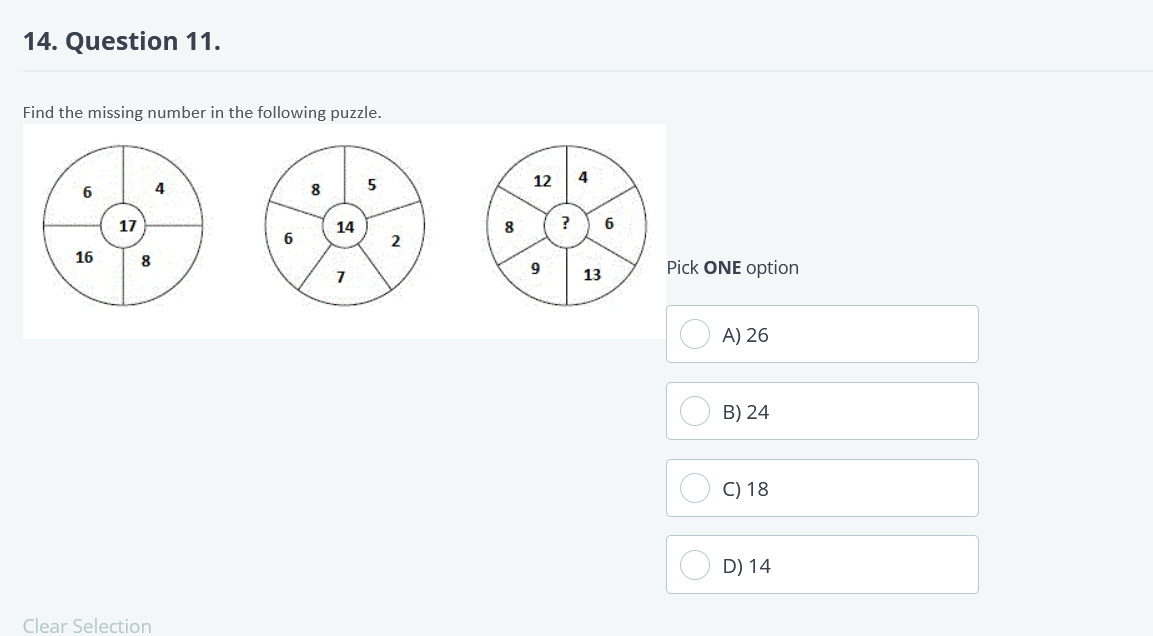 14. Question 11.
Find the missing number in the following puzzle.
6 4
17
16 8
8 5
6 14 2
7
12 4
8 ? 6
9 13
Pick ONE option
A) 26
B) 24
C) 18
D) 14
Clear Selection